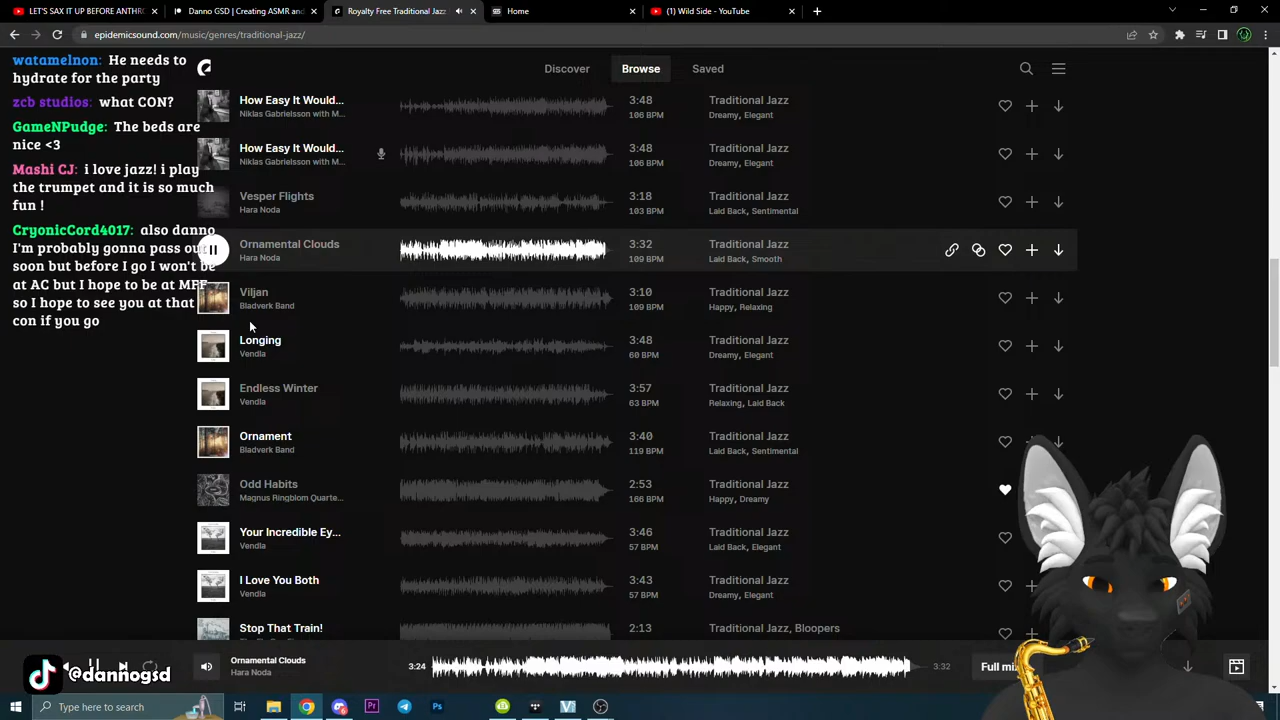 LET'S SAX IT UP BEFORE ANTHR
Danno GSD | Creating ASMR and
Royalty Free Traditional Jazz
Home
(1) Wild Side - YouTube
epidemicsound.com/music/genres/traditional-jazz/
watamelnon: He needs to
hydrate for the party
zcb studios: what CON?
GameNPudge: The beds are
nice <3
Mashi CJ: i love jazz! i play
the trumpet and it is so much
fun !
CryonicCord4017: also danno
I'm probably gonna pass out
soon but before I go I won't be
at AC but I hope to be at MFF
so I hope to see you at that
con if you go
Discover
Browse
Saved
How Easy It Would... 3:48 Traditional Jazz
Niklas Gabrielsson with M... 106 BPM Dreamy, Elegant
How Easy It Would... 3:48 Traditional Jazz
Niklas Gabrielsson with M... 106 BPM Dreamy, Elegant
Vesper Flights 3:18 Traditional Jazz
Hara Noda 103 BPM Laid Back, Sentimental
Ornamental Clouds 3:32 Traditional Jazz
Hara Noda 109 BPM Laid Back, Smooth
Viljan 3:10 Traditional Jazz
Bladverk Band 109 BPM Happy, Relaxing
Longing 3:48 Traditional Jazz
Vendla 60 BPM Dreamy, Elegant
Endless Winter 3:57 Traditional Jazz
Vendla 63 BPM Relaxing, Laid Back
Ornament 3:40 Traditional Jazz
Bladverk Band 119 BPM Laid Back, Sentimental
Odd Habits 2:53 Traditional Jazz
Magnus Ringblom Quarte... 166 BPM Happy, Dreamy
Your Incredible Ey... 3:46 Traditional Jazz
Vendla 57 BPM Laid Back, Elegant
I Love You Both 3:43 Traditional Jazz
Vendla 57 BPM Dreamy, Elegant
Stop That Train! 2:13 Traditional Jazz, Bloopers
@dannogsd
Ornamental Clouds
Hara Noda
3:24
3:32
Full mix
Type here to search